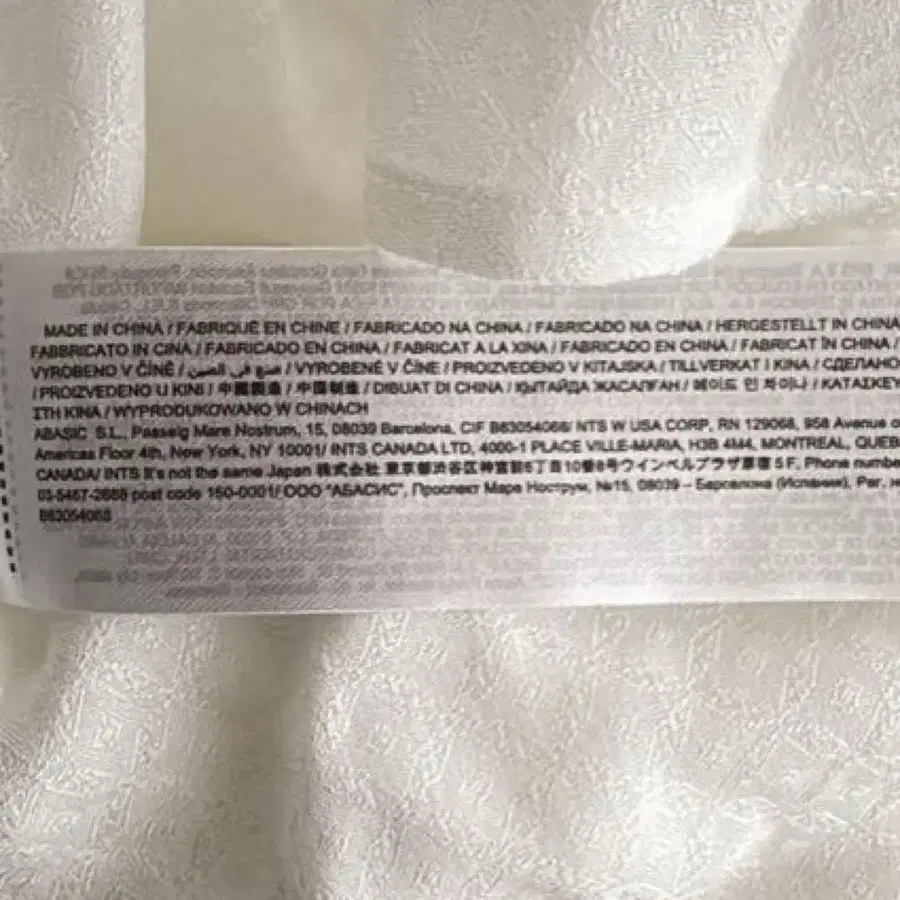 MADE IN CHINA / FABRIQUÉ EN CHINE / FABRICADO NA CHINA / FABRICADO NA CHINA / HERGESTELLT IN CHINA
FABBRICATO IN CINA / FABRICADO EN CHINA / FABRICAT A LA XINA / FABRICADO EN CHINA / FABRICAT ÎN CHINA /
VYROBENO V ČÍNĚ / صنع في الصين / VYROBENÉ V ČÍNE / PROIZVEDENO V KITAJSKA / TILLVERKAT I KINA / СДЕЛАНО
/ PROIZVEDENO U KINI / 中國製造 / 中国制造 / DIBUAT DI CHINA / ҚЫТАЙДА ЖАСАЛҒАН / 메이드 인 차이나 / ΚΑΤΑΣΚΕΥ
ΣΤΗ ΚΙΝΑ / WYPRODUKOWANO W CHINACH
ABASIC S.L., Passeig Mare Nostrum, 15, 08039 Barcelona, CIF B63054068/ NTS W USA CORP, RN 129068, 958 Avenue o
Americas Floor 4th, New York, NY 10001/ INTS CANADA LTD, 4000-1 PLACE VILLE-MARIA, H3B 4M4, MONTREAL, QUEB
CANADA/ INTS It's not the same Japan 株式会社 東京都渋谷区神宮前6丁目10番8号ウインベルプラザ原宿 5F, Phone numbe
03-5467-2688 post code 150-0001/ ООО "АБАСИС", Проспект Маре Нострум, №15, 08039 – Барселона (Испания), Рег. н
B63054068